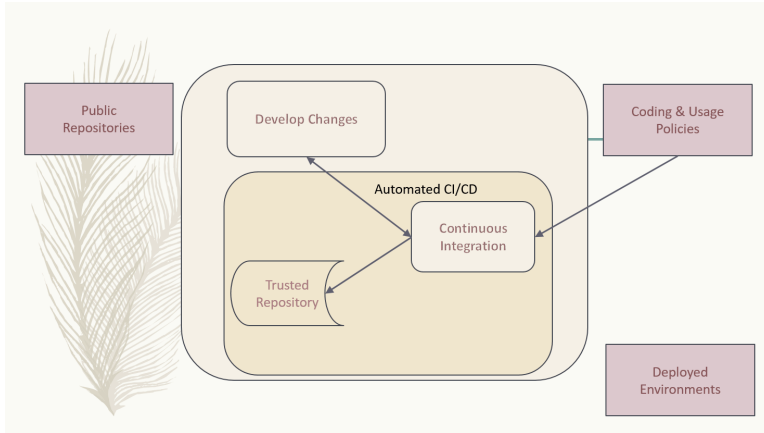 Public
Repositories
Develop Changes
Coding & Usage
Policies
Automated CI/CD
Continuous
Integration
Trusted
Repository
Deployed
Environments